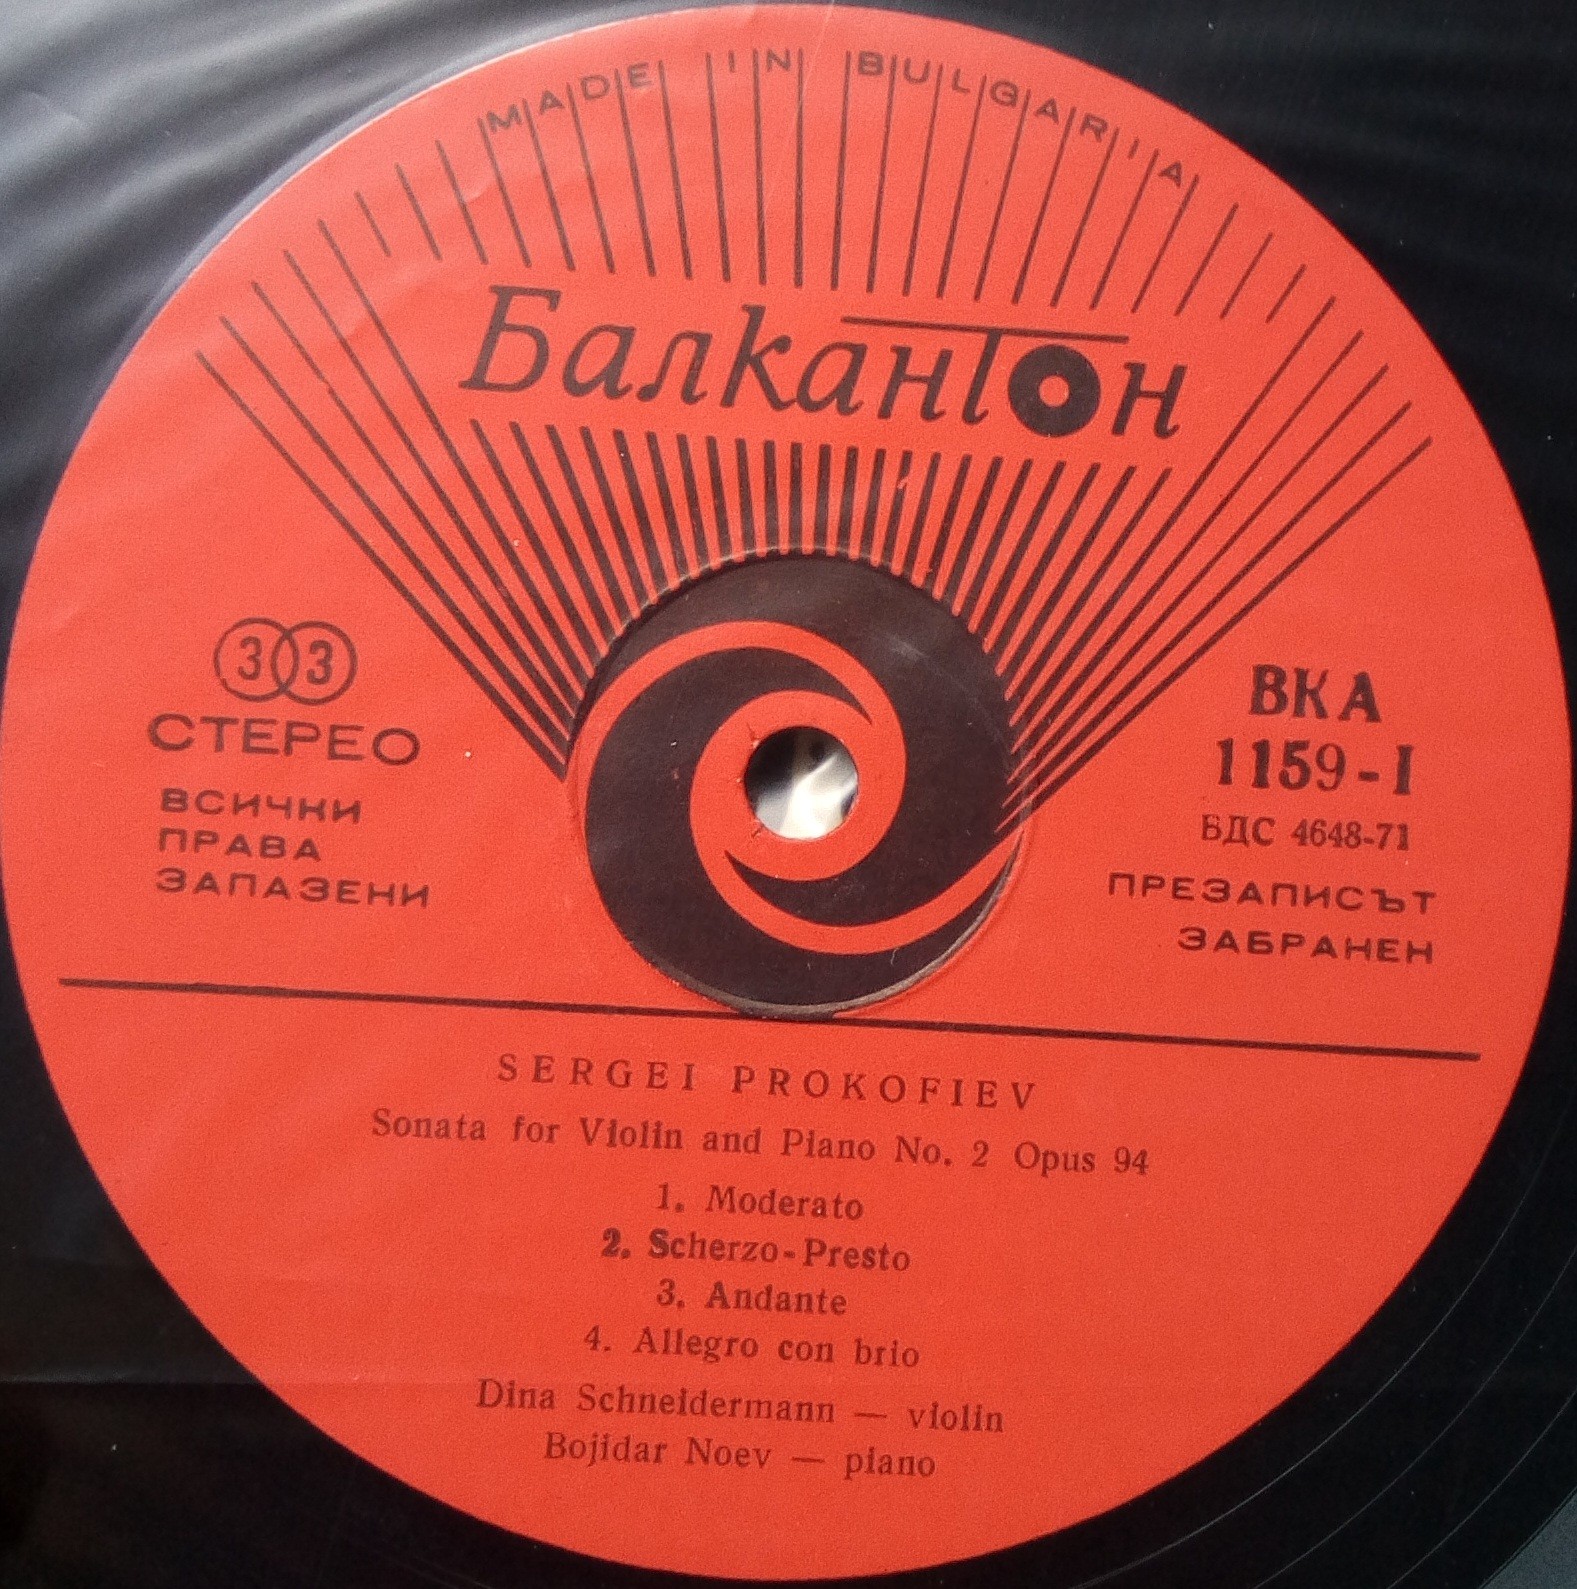 MADE IN BULGARIA
Балкантон
33
СТЕРЕО
ВСИЧКИ
ПРАВА
ЗАПАЗЕНИ
ВКА
1159-I
БДС 4648-71
ПРЕЗАПИСЪТ
ЗАБРАНЕН
SERGEI PROKOFIEV
Sonata for Violin and Piano No. 2 Opus 94
1. Moderato
2. Scherzo-Presto
3. Andante
4. Allegro con brio
Dina Schneidermann — violin
Bojidar Noev — piano